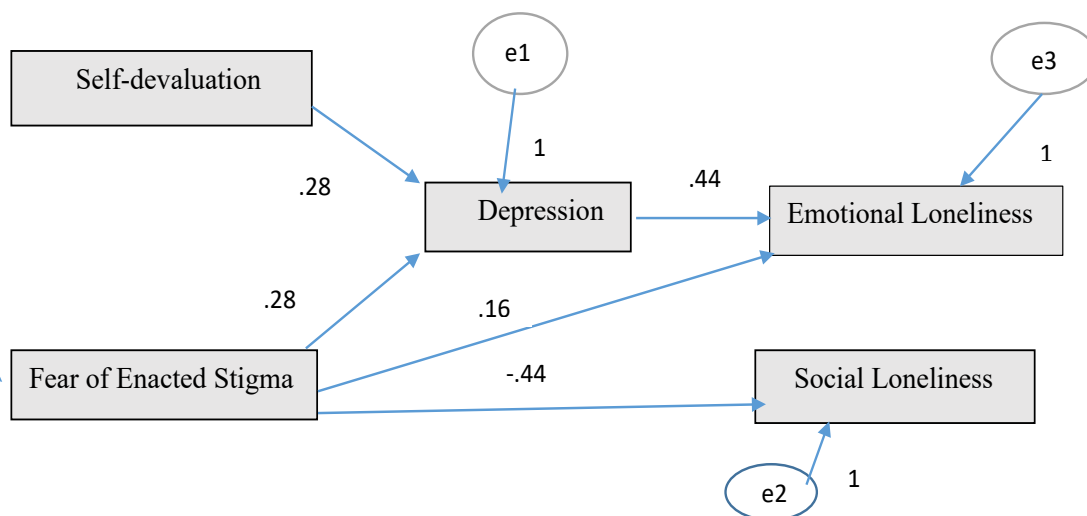 e1
e3
Self-devaluation
1
1
.28
.44
Depression
Emotional Loneliness
.28
.16
Fear of Enacted Stigma
-.44
Social Loneliness
e2
1